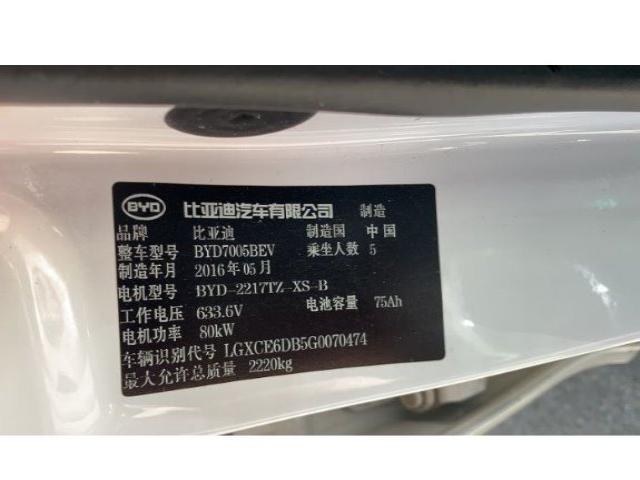 BYD 比亚迪汽车有限公司 制造
品牌 比亚迪 制造国 中国
整车型号 BYD7005BEV 乘坐人数 5
制造年月 2016年05月
电机型号 BYD-2217TZ-XS-B
工作电压 633.6V 电池容量 75Ah
电机功率 80kW
车辆识别代号 LGXCE6DB5G0070474
最大允许总质量 2220kg